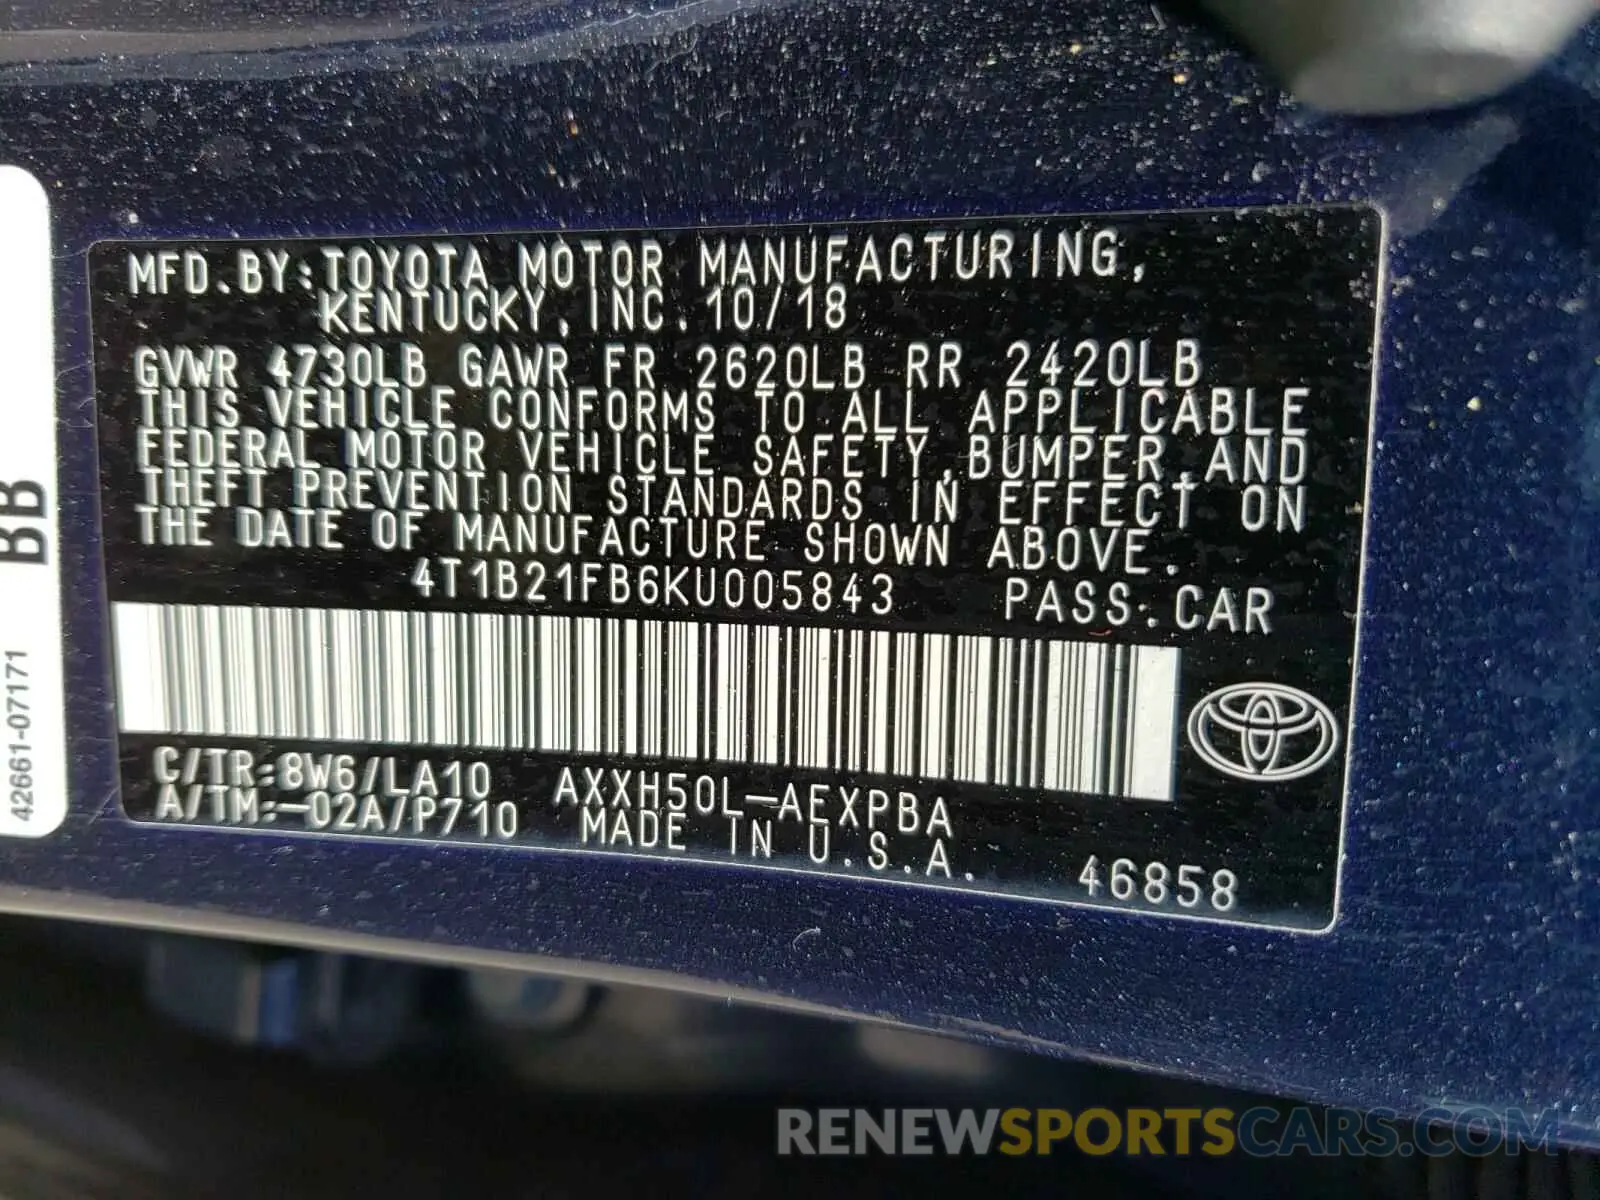 MFD.BY:TOYOTA MOTOR MANUFACTURING,
KENTUCKY,INC.10/18
GVWR 4730LB GAWR FR 2620LB RR 2420LB
THIS VEHICLE CONFORMS TO ALL APPLICABLE
FEDERAL MOTOR VEHICLE SAFETY,BUMPER,AND
THEFT PREVENTION STANDARDS IN EFFECT ON
THE DATE OF MANUFACTURE SHOWN ABOVE.
4T1B21FB6KU005843 PASS.CAR
C/TR:8W6/LA10 AXXH50L-AEXPBA
A/TM:-02A/P710 MADE IN U.S.A.
46858
BB
42661-07171
RENEWSPORTSCARS.COM